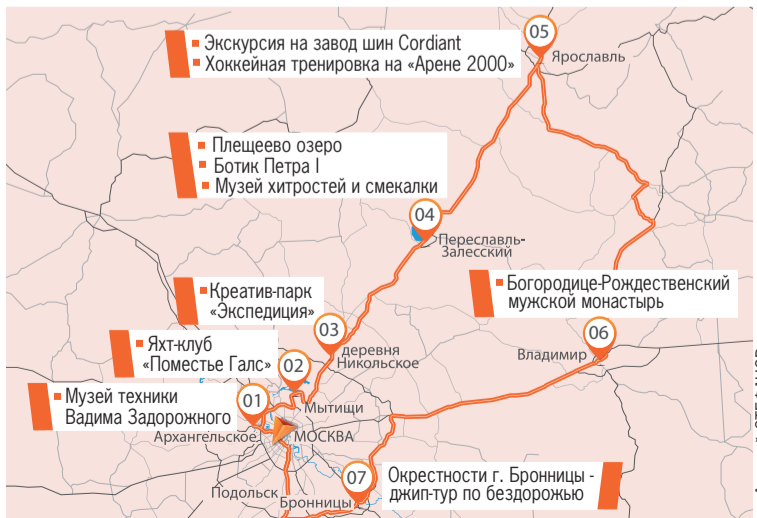 05
Ярославль
▪ Экскурсия на завод шин Cordiant
▪ Хоккейная тренировка на «Арене 2000»
▪ Плещеево озеро
▪ Ботик Петра I
▪ Музей хитростей и смекалки
04
Переславль-
Залесский
▪ Богородице-Рождественский
мужской монастырь
▪ Креатив-парк
«Экспедиция»
03
деревня
Никольское
06
Владимир
▪ Яхт-клуб
«Поместье Галс»
02
Мытищи
▪ Музей техники
Вадима Задорожного
01
Архангельское
МОСКВА
07
Окрестности г. Бронницы -
джип-тур по бездорожью
Подольск
Бронницы